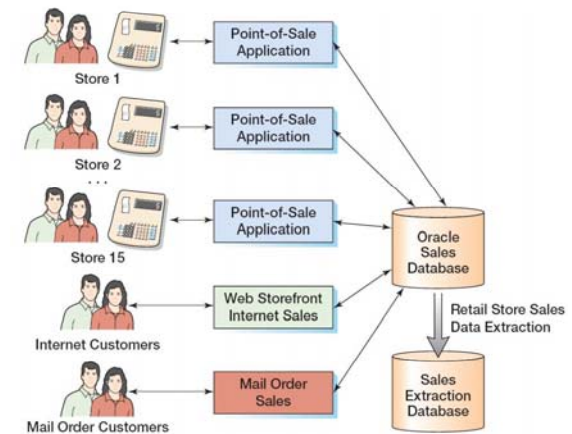 Point-of-Sale
Application
Store 1
Point-of-Sale
Application
Store 2
...
Point-of-Sale
Application
Store 15
Oracle
Sales
Database
Web Storefront
Internet Sales
Internet Customers
Retail Store Sales
Data Extraction
Mail Order
Sales
Mail Order Customers
Sales
Extraction
Database